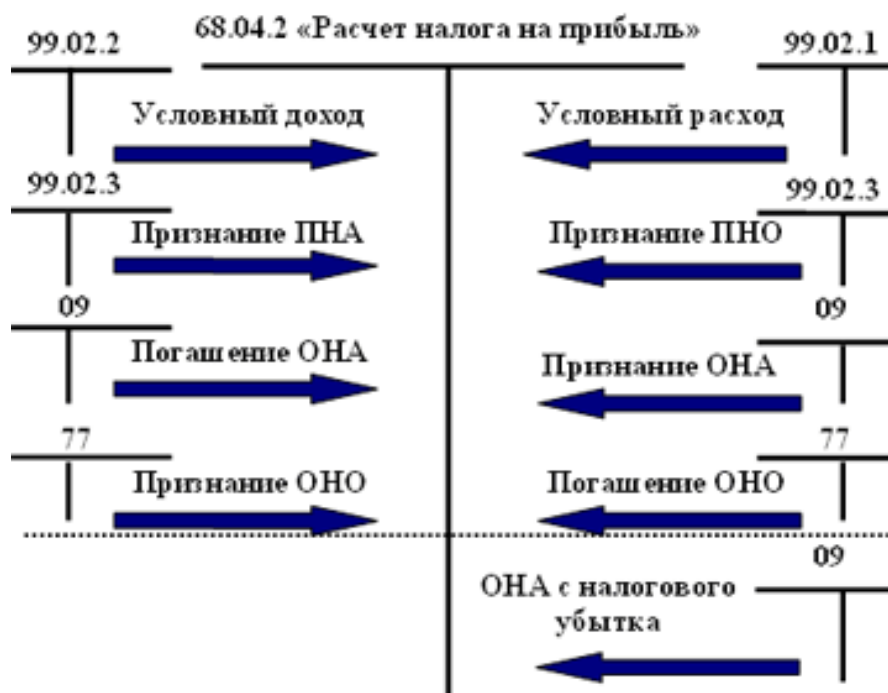 68.04.2 «Расчет налога на прибыль»
99.02.2
99.02.1
Условный доход
Условный расход
99.02.3
99.02.3
Признание ПНА
Признание ПНО
09
09
Погашение ОНА
Признание ОНА
77
77
Признание ОНО
Погашение ОНО
09
ОНА с налогового
убытка